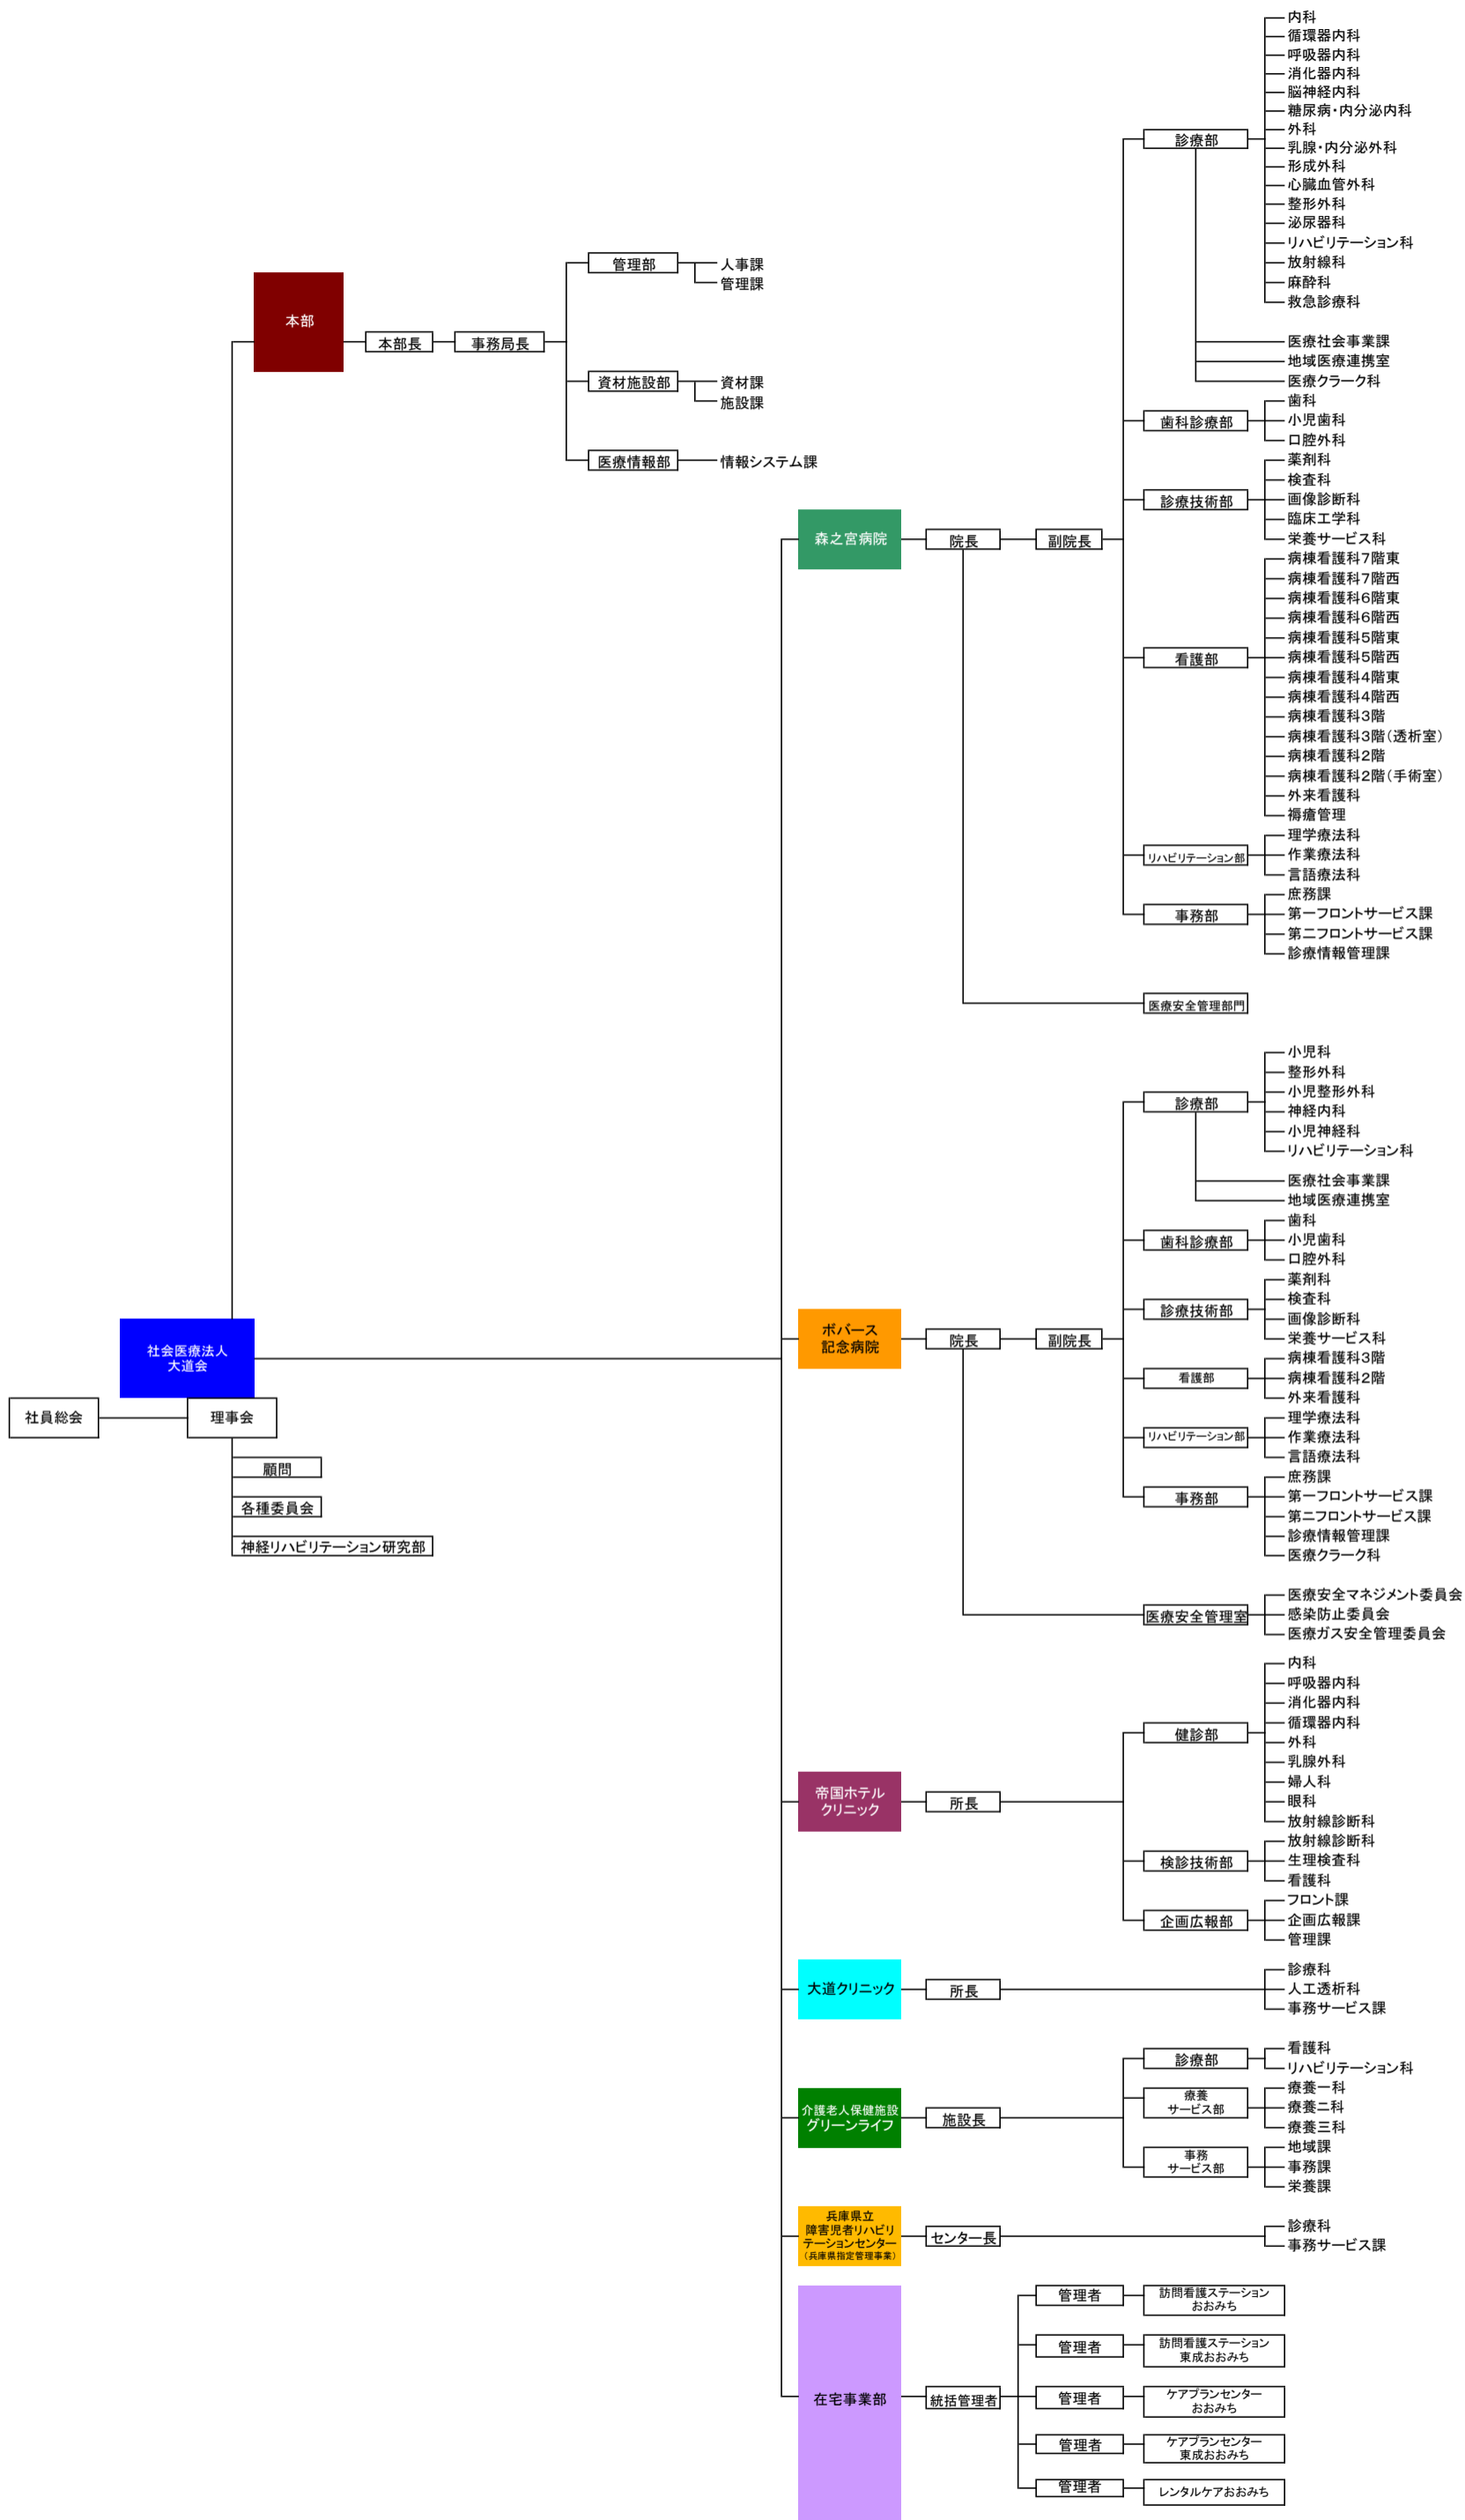 本部
本部長
事務局長
管理部
人事課
管理課
資材施設部
資材課
施設課
医療情報部
情報システム課
社会医療法人
大道会
社員総会
理事会
顧問
各種委員会
神経リハビリテーション研究部
森之宮病院
院長
副院長
診療部
内科
循環器内科
呼吸器内科
消化器内科
脳神経内科
糖尿病・内分泌内科
外科
乳腺・内分泌外科
形成外科
心臓血管外科
整形外科
泌尿器科
リハビリテーション科
放射線科
麻酔科
救急診療科
医療社会事業課
地域医療連携室
医療クラーク科
歯科診療部
歯科
小児歯科
口腔外科
診療技術部
薬剤科
検査科
画像診断科
臨床工学科
栄養サービス科
看護部
病棟看護科7階東
病棟看護科7階西
病棟看護科6階東
病棟看護科6階西
病棟看護科5階東
病棟看護科5階西
病棟看護科4階東
病棟看護科4階西
病棟看護科3階
病棟看護科3階(透析室)
病棟看護科2階
病棟看護科2階(手術室)
外来看護科
褥瘡管理
リハビリテーション部
理学療法科
作業療法科
言語療法科
事務部
庶務課
第一フロントサービス課
第二フロントサービス課
診療情報管理課
医療安全管理部門
ボバース
記念病院
院長
副院長
診療部
小児科
整形外科
小児整形外科
神経内科
小児神経科
リハビリテーション科
医療社会事業課
地域医療連携室
歯科診療部
歯科
小児歯科
口腔外科
診療技術部
薬剤科
検査科
画像診断科
栄養サービス科
看護部
病棟看護科3階
病棟看護科2階
外来看護科
リハビリテーション部
理学療法科
作業療法科
言語療法科
事務部
庶務課
第一フロントサービス課
第二フロントサービス課
診療情報管理課
医療クラーク科
医療安全管理室
医療安全マネジメント委員会
感染防止委員会
医療ガス安全管理委員会
帝国ホテル
クリニック
所長
健診部
内科
呼吸器内科
消化器内科
循環器内科
外科
乳腺外科
婦人科
眼科
放射線診断科
検診技術部
放射線診断科
生理検査科
看護科
企画広報部
フロント課
企画広報課
管理課
大道クリニック
所長
診療科
人工透析科
事務サービス課
介護老人保健施設
グリーンライフ
施設長
診療部
看護科
リハビリテーション科
療養
サービス部
療養一科
療養二科
療養三科
事務
サービス部
地域課
事務課
栄養課
兵庫県立
障害児者リハビリ
テーションセンター
(兵庫県指定管理事業)
センター長
診療科
事務サービス課
在宅事業部
統括管理者
管理者
訪問看護ステーション
おおみち
管理者
訪問看護ステーション
東成おおみち
管理者
ケアプランセンター
おおみち
管理者
ケアプランセンター
東成おおみち
管理者
レンタルケアおおみち